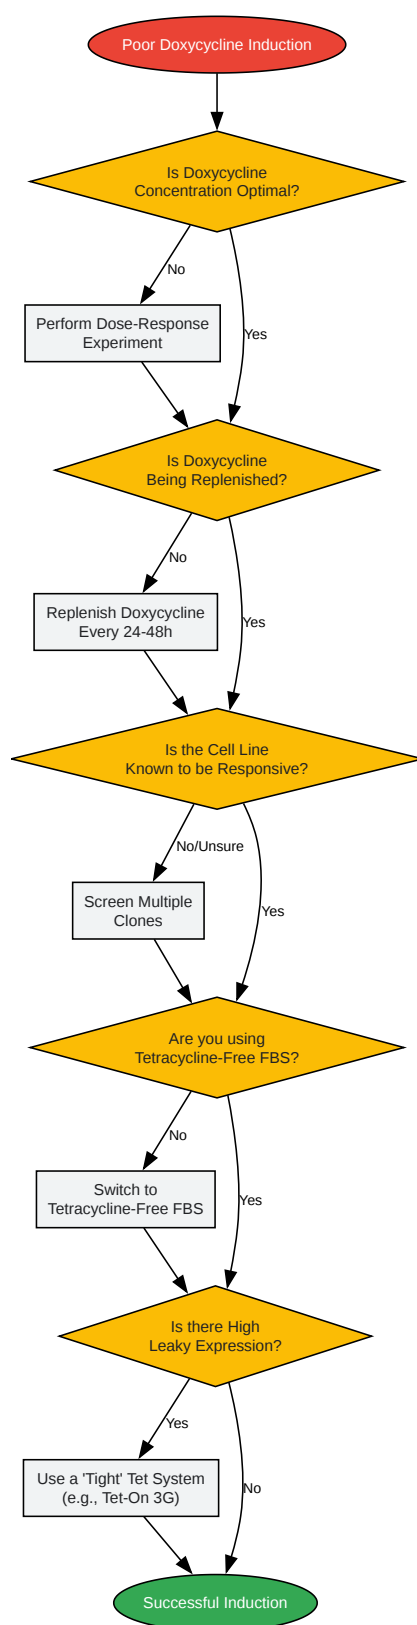 Poor Doxycycline Induction
Is Doxycycline
Concentration Optimal?
No
Perform Dose-Response
Experiment
Yes
Is Doxycycline
Being Replenished?
No
Replenish Doxycycline
Every 24-48h
Yes
Is the Cell Line
Known to be Responsive?
No/Unsure
Screen Multiple
Clones
Yes
Are you using
Tetracycline-Free FBS?
No
Switch to
Tetracycline-Free FBS
Yes
Is there High
Leaky Expression?
Yes
Use a 'Tight' Tet System
(e.g., Tet-On 3G)
No
Successful Induction